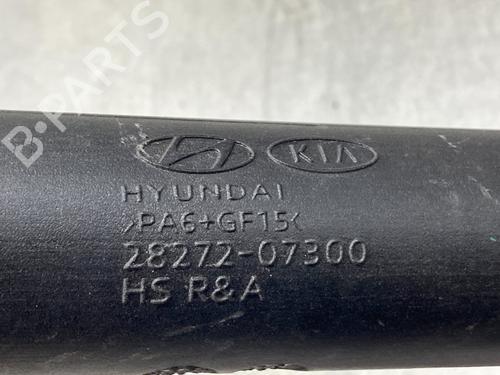 B-PARTS
KIA
HYUNDAI
>PA6+GF15<
28272-07300
HS R&A